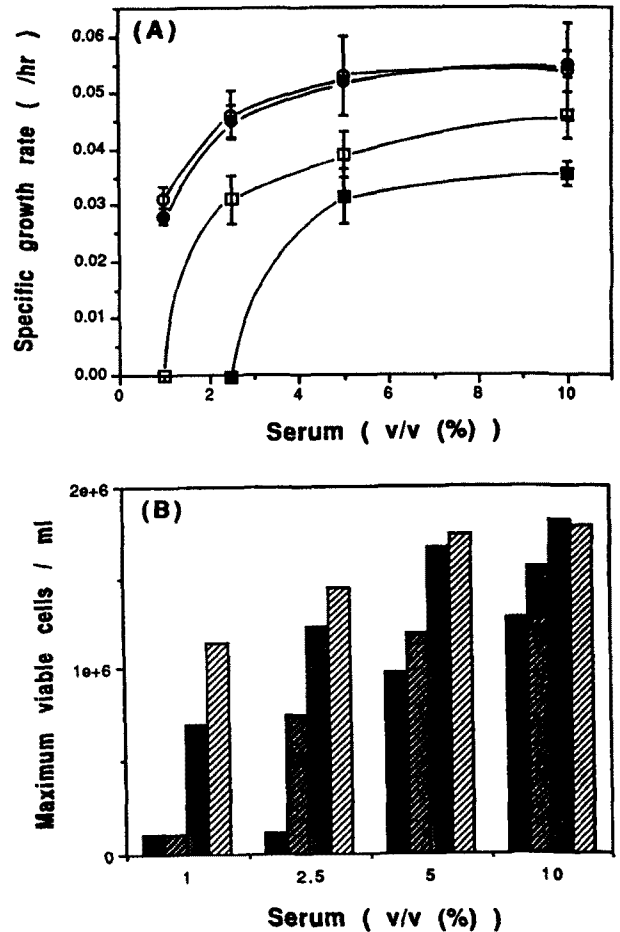 (A)
Specific growth rate ( /hr)
0.06
0.05
0.04
0.03
0.02
0.01
0.00
0 2 4 6 8 10
Serum ( v/v (%) )
(B)
Maximum viable cells / ml
2e+6
1e+6
0
1 2.5 5 10
Serum ( v/v (%) )